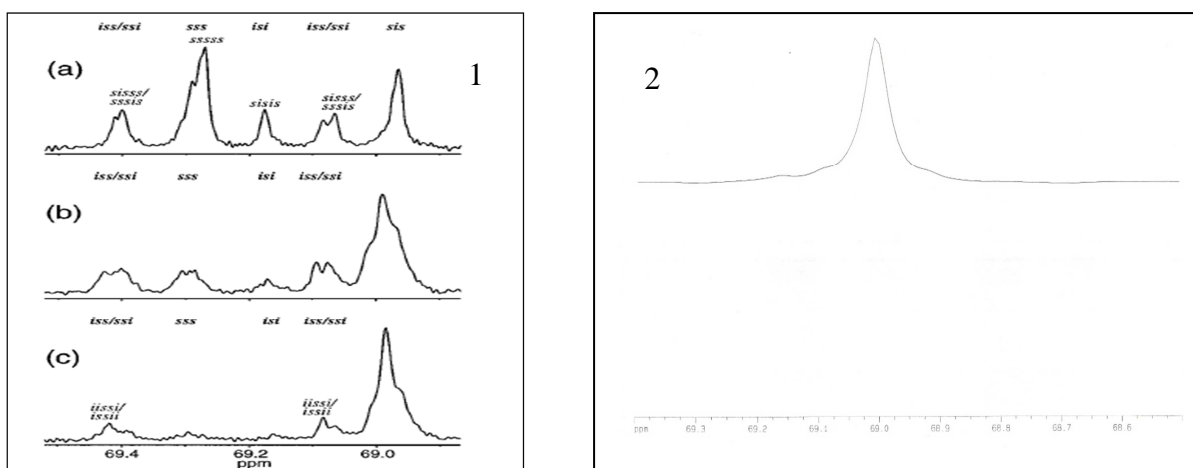 iss/ssi sss isi iss/ssi sis
sssss
(a)
1
sisss/
sssis
sisis
sisss/
sssis
iss/ssi sss isi iss/ssi
(b)
iss/ssi sss isi iss/ssi
(c)
iissi/
issii
iissi/
issii
69.4 69.2 69.0
ppm
2
ppm 69.3 69.2 69.1 69.0 68.9 68.8 68.7 68.6